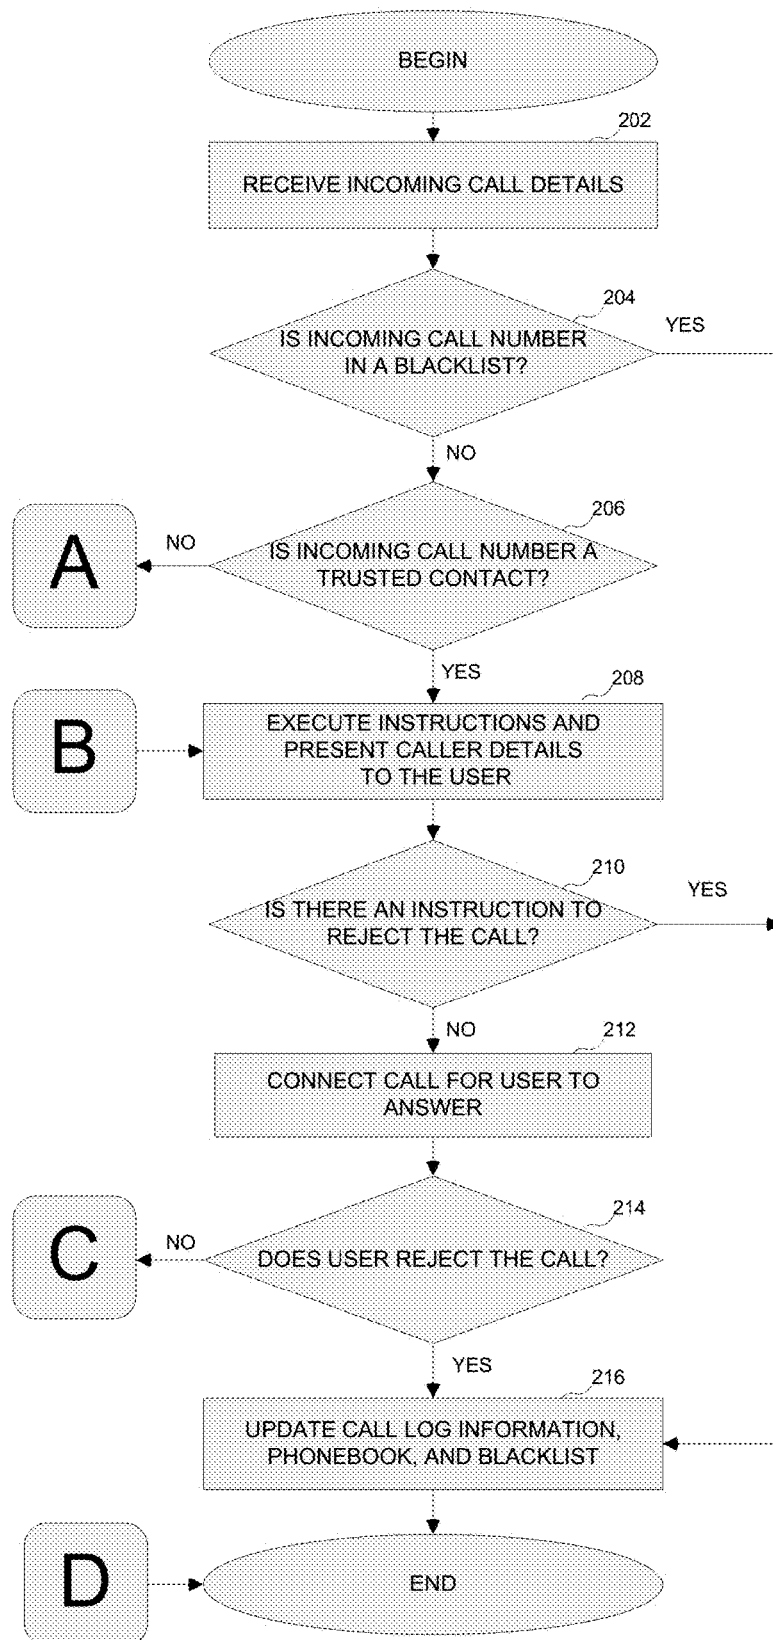 BEGIN
202
RECEIVE INCOMING CALL DETAILS
204
IS INCOMING CALL NUMBER
IN A BLACKLIST?
YES
NO
206
IS INCOMING CALL NUMBER A
TRUSTED CONTACT?
NO
A
YES
208
B
EXECUTE INSTRUCTIONS AND
PRESENT CALLER DETAILS
TO THE USER
210
IS THERE AN INSTRUCTION TO
REJECT THE CALL?
YES
NO
212
CONNECT CALL FOR USER TO
ANSWER
214
DOES USER REJECT THE CALL?
NO
C
YES
216
UPDATE CALL LOG INFORMATION,
PHONEBOOK, AND BLACKLIST
D
END